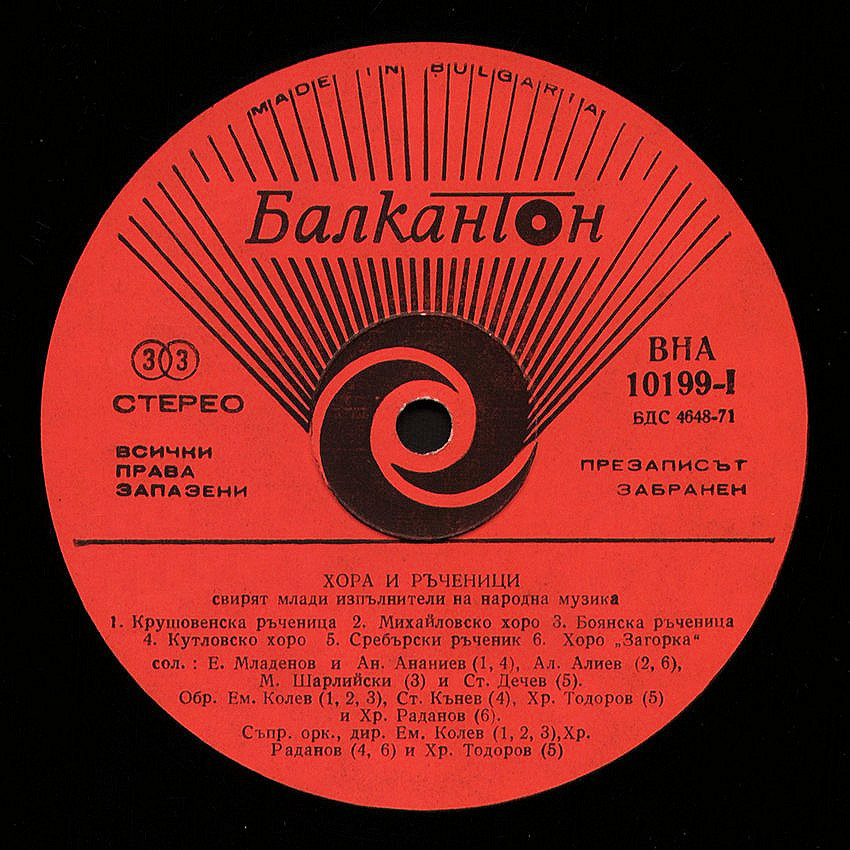 MADE IN BULGARIA
Балкантон
33
СТЕРЕО
ВНА
10199-I
БДС 4648-71
ВСИЧКИ
ПРАВА
ЗАПАЗЕНИ
ПРЕЗАПИСЪТ
ЗАБРАНЕН
ХОРА И РЪЧЕНИЦИ
свирят млади изпълнители на народна музика
1. Крушовенска ръченица 2. Михайловско хоро 3. Боянска ръченица
4. Кутловско хоро 5. Сребърски ръченик 6. Хоро „Загорка“
сол. : Е. Младенов и Ан. Ананиев (1, 4), Ал. Алиев (2, 6),
М. Шарлийски (3) и Ст. Дечев (5).
Обр. Ем. Колев (1, 2, 3), Ст. Кънев (4), Хр. Тодоров (5)
и Хр. Раданов (6).
Съпр. орк., дир. Ем. Колев (1, 2, 3),Хр.
Раданов (4, 6) и Хр. Тодоров (5)